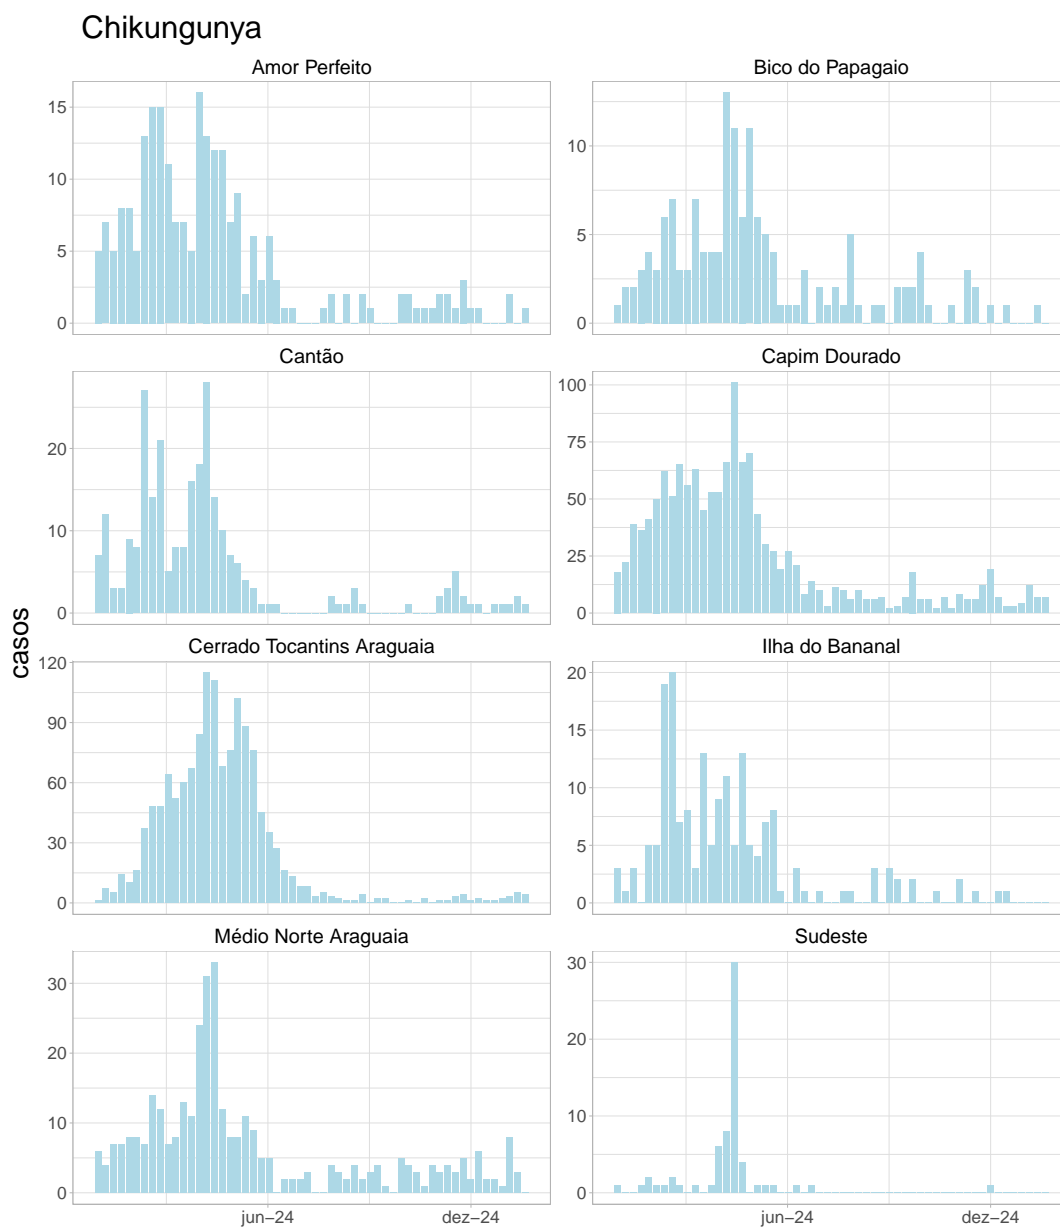 Chikungunya
Amor Perfeito
Bico do Papagaio
15
10
5
0
10
5
0
Cantão
Capim Dourado
20
10
0
100
75
50
25
0
casos
Cerrado Tocantins Araguaia
Ilha do Bananal
120
90
60
30
0
20
15
10
5
0
Médio Norte Araguaia
Sudeste
30
20
10
0
30
20
10
0
jun−24
dez−24
jun−24
dez−24